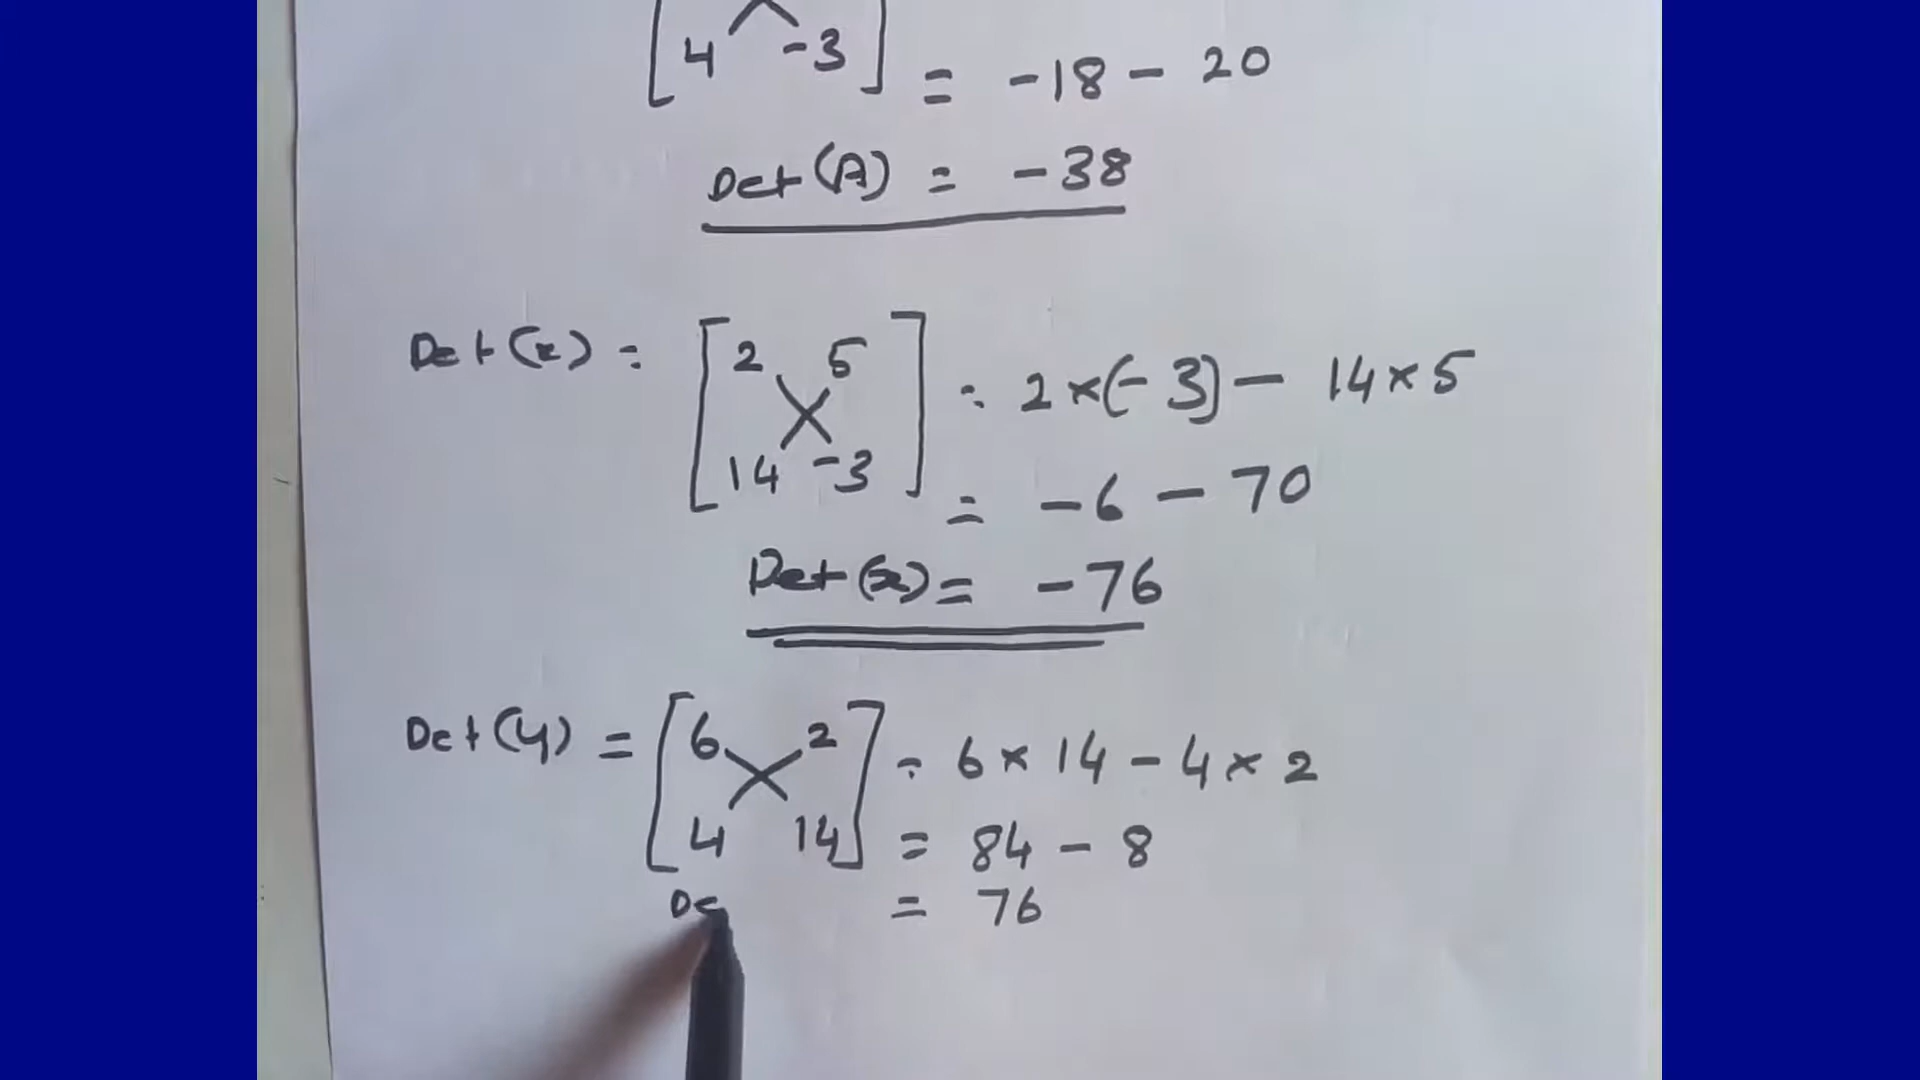 [4 -3] = -18 - 20
Det(A) = -38
Det(x) = [2 5
14 -3] = 2×(-3) - 14×5
= -6 - 70
Det(x) = -76
Det(y) = [6 2
4 14] = 6×14 - 4×2
= 84 - 8
De = 76